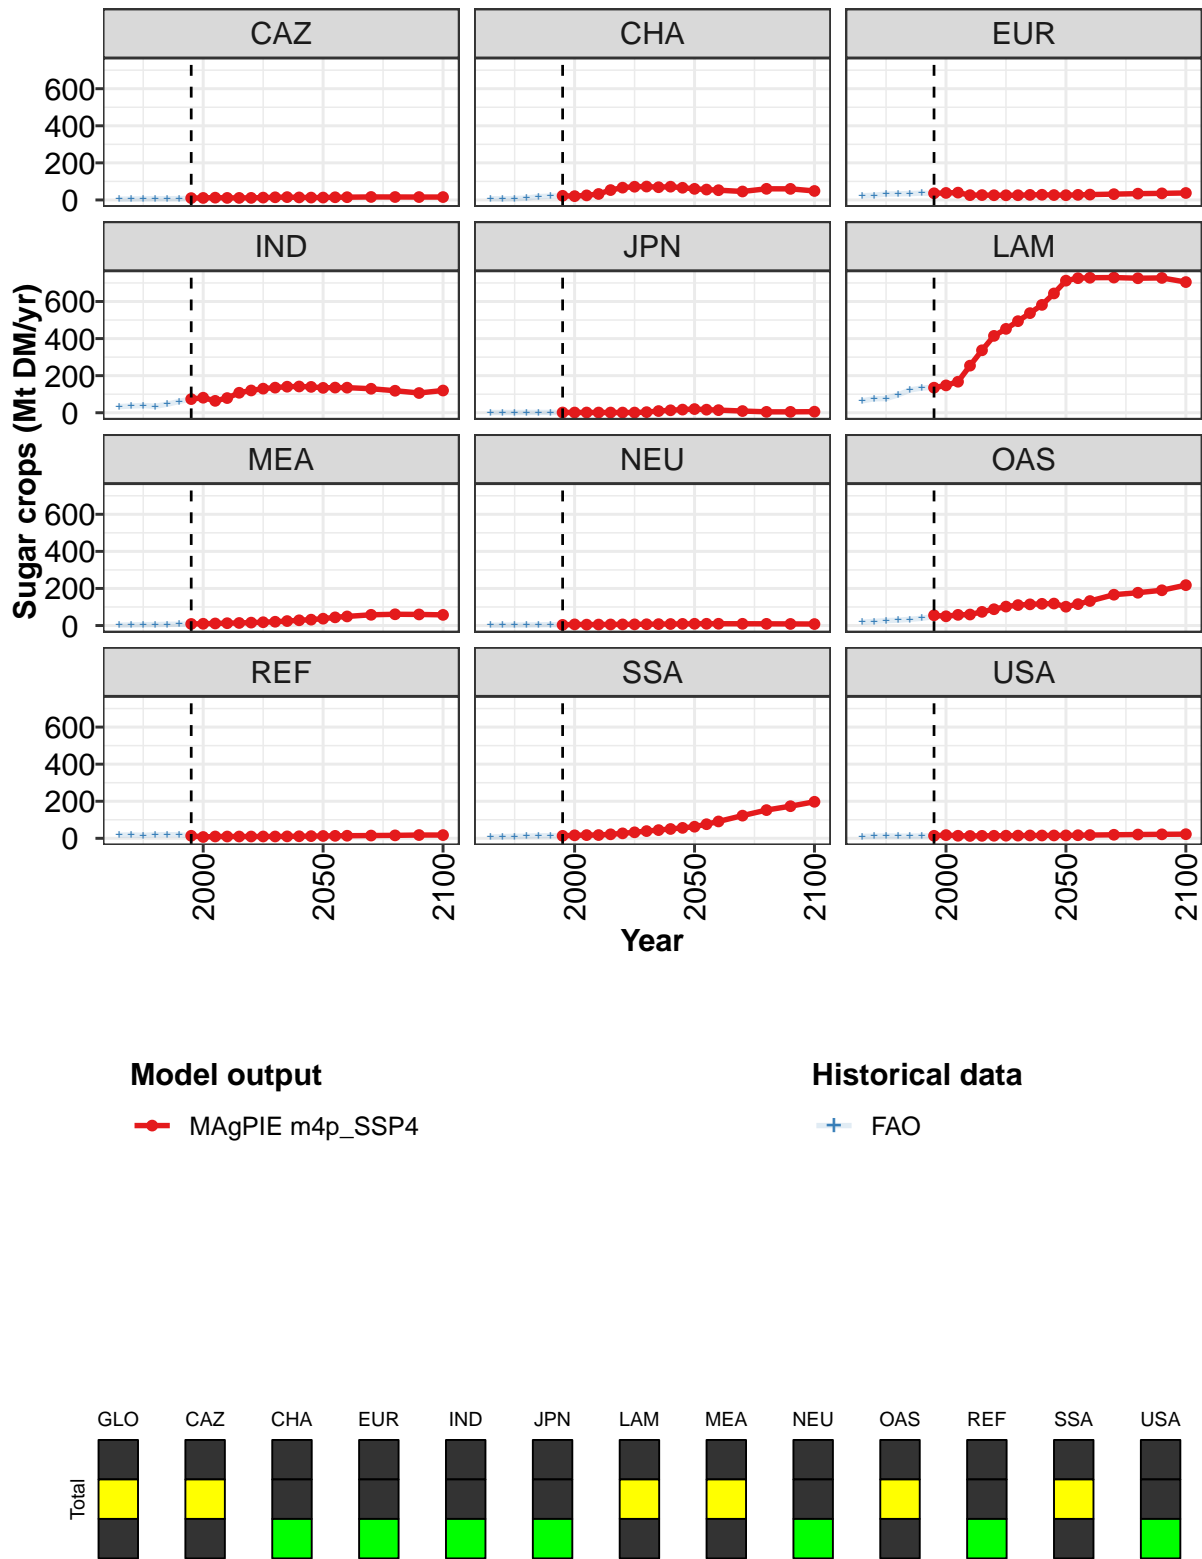 CAZ CHA EUR
600
400
200
0
IND JPN LAM
600
400
200
0
MEA NEU OAS
600
400
200
0
REF SSA USA
600
400
200
0
2000 2050 2100 2000 2050 2100 2000 2050 2100
Year
Sugar crops (Mt DM/yr)
Model output Historical data
MAgPIE m4p_SSP4 FAO
GLO CAZ CHA EUR IND JPN LAM MEA NEU OAS REF SSA USA
Total